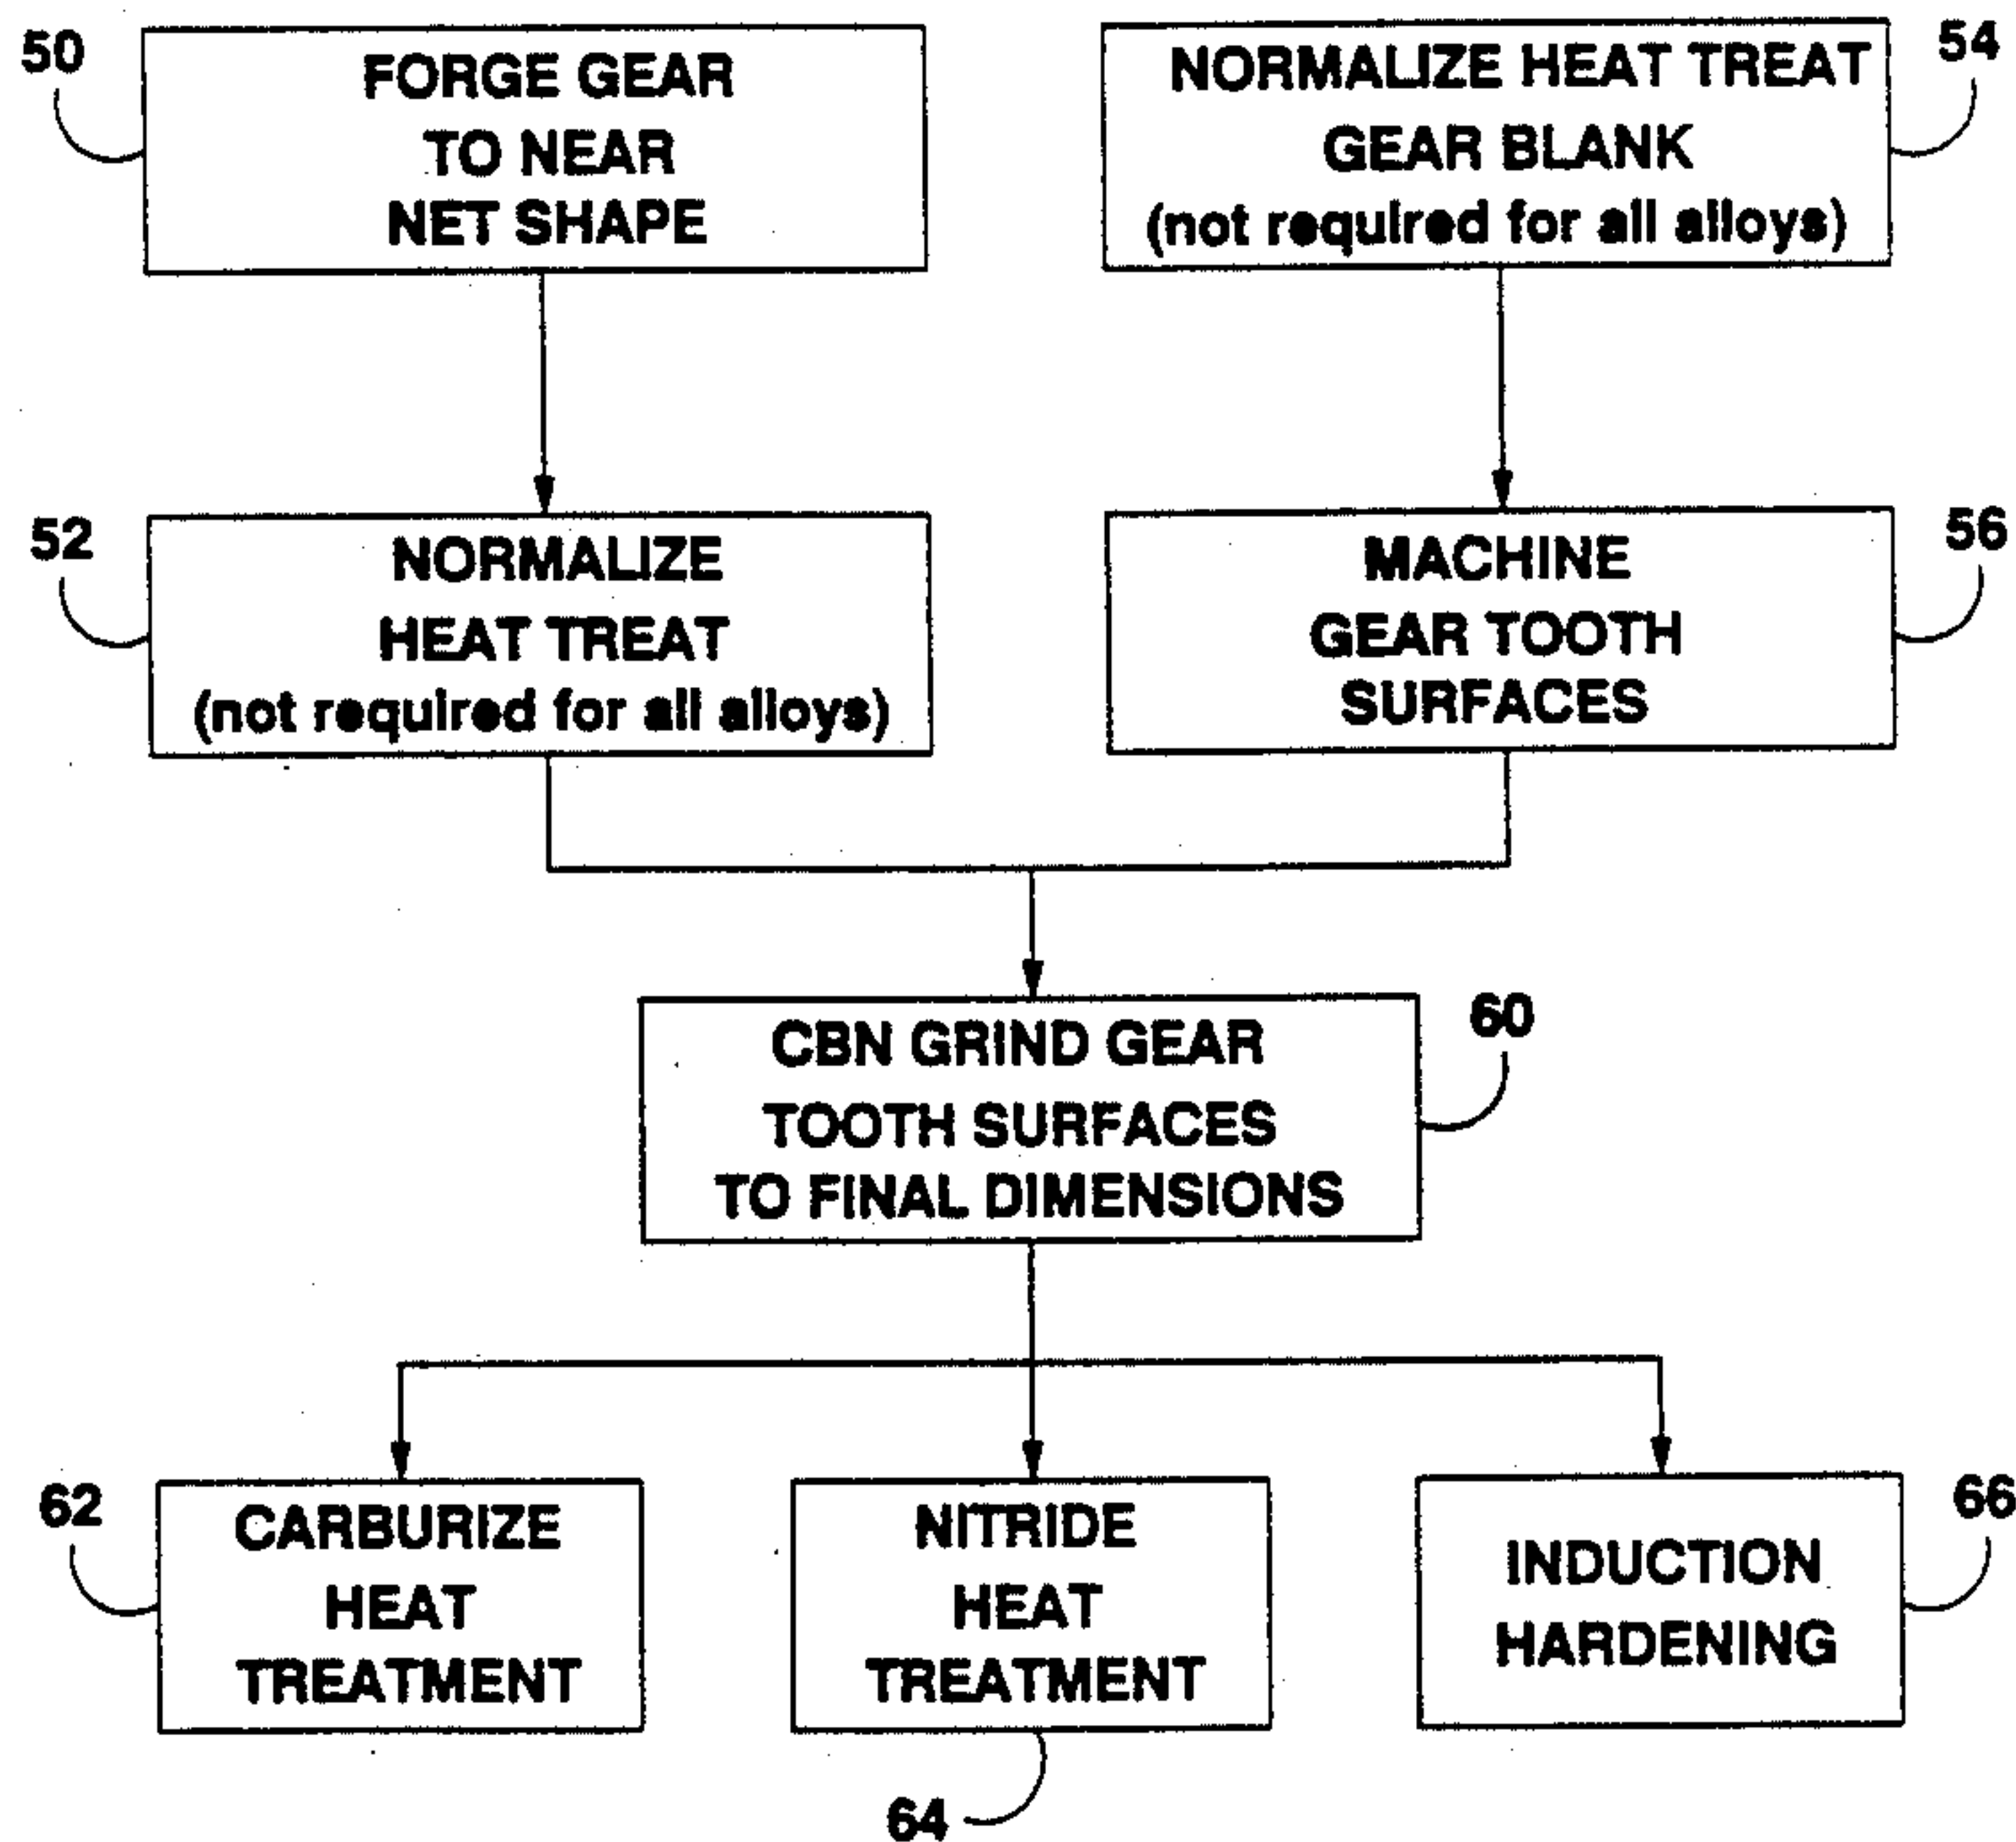 50
FORGE GEAR
TO NEAR
NET SHAPE
NORMALIZE HEAT TREAT
GEAR BLANK
(not required for all alloys)
54
52
NORMALIZE
HEAT TREAT
(not required for all alloys)
MACHINE
GEAR TOOTH
SURFACES
56
CBN GRIND GEAR
TOOTH SURFACES
TO FINAL DIMENSIONS
60
62
CARBURIZE
HEAT
TREATMENT
NITRIDE
HEAT
TREATMENT
64
INDUCTION
HARDENING
66